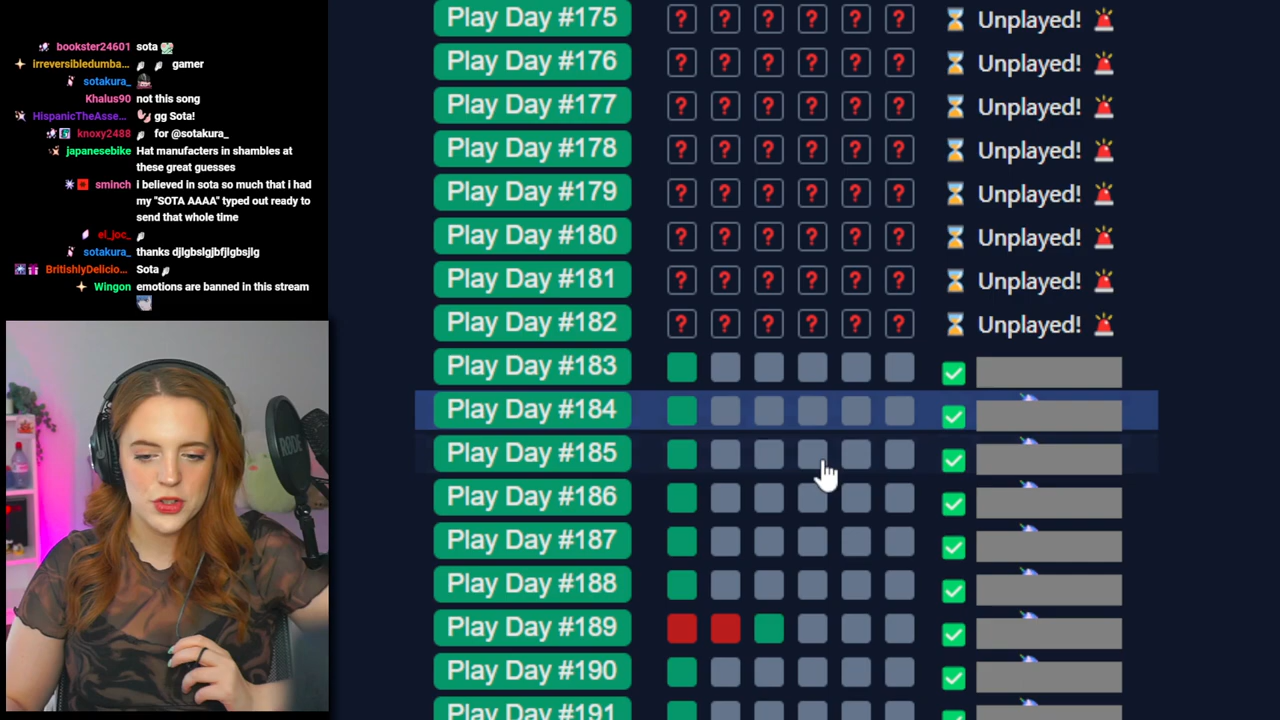 bookster24601 sota
irreversibledumba... gamer
sotakura_
Khalus90 not this song
HispanicTheAsse... gg Sota!
knoxy2488 for @sotakura_
japanesebike Hat manufacters in shambles at
these great guesses
sminch i believed in sota so much that i had
my "SOTA AAAA" typed out ready to
send that whole time
el_joc_
sotakura_ thanks djlgbslgjbfjlgbsjlg
BritishlyDelicio... Sota
Wingon emotions are banned in this stream
RODE
Play Day #175 ? ? ? ? ? ? Unplayed!
Play Day #176 ? ? ? ? ? ? Unplayed!
Play Day #177 ? ? ? ? ? ? Unplayed!
Play Day #178 ? ? ? ? ? ? Unplayed!
Play Day #179 ? ? ? ? ? ? Unplayed!
Play Day #180 ? ? ? ? ? ? Unplayed!
Play Day #181 ? ? ? ? ? ? Unplayed!
Play Day #182 ? ? ? ? ? ? Unplayed!
Play Day #183
Play Day #184
Play Day #185
Play Day #186
Play Day #187
Play Day #188
Play Day #189
Play Day #190
Play Day #191